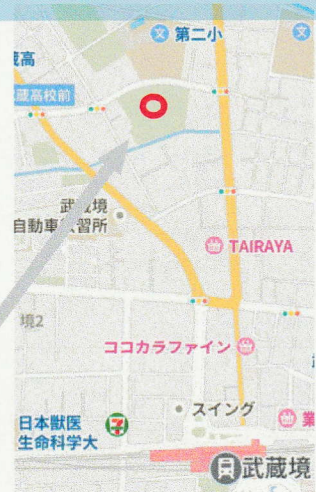 第二小
蔵高
蔵高校前
武蔵境
自動車教習所
TAIRAYA
境2
ココカラファイン
スイング
日本獣医
生命科学大
業
武蔵境